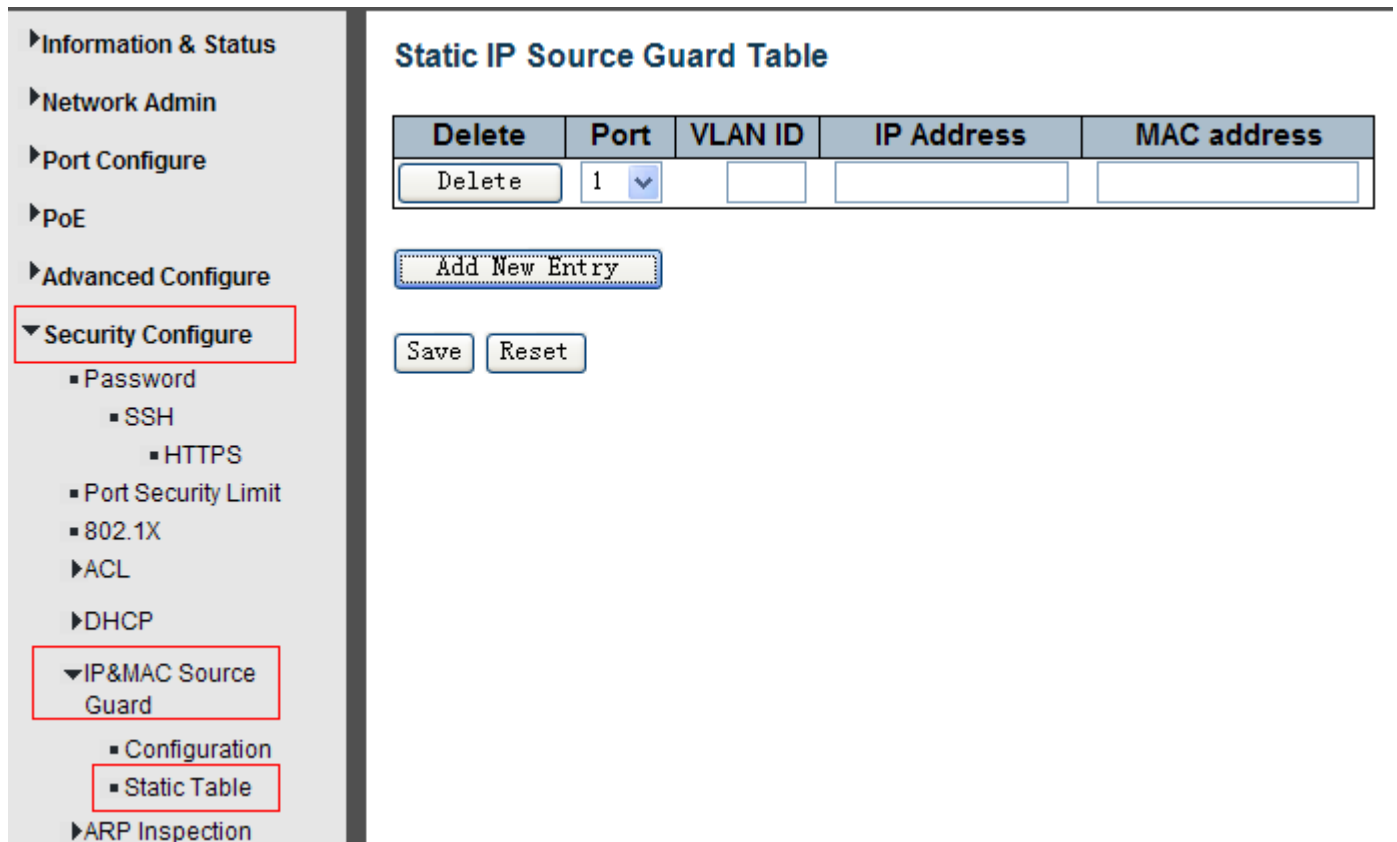 Information & Status
Network Admin
Port Configure
PoE
Advanced Configure
Security Configure
Password
SSH
HTTPS
Port Security Limit
802.1X
ACL
DHCP
IP&MAC Source
Guard
Configuration
Static Table
ARP Inspection
Static IP Source Guard Table
Delete Port VLAN ID IP Address MAC address
Delete 1
Add New Entry
Save Reset